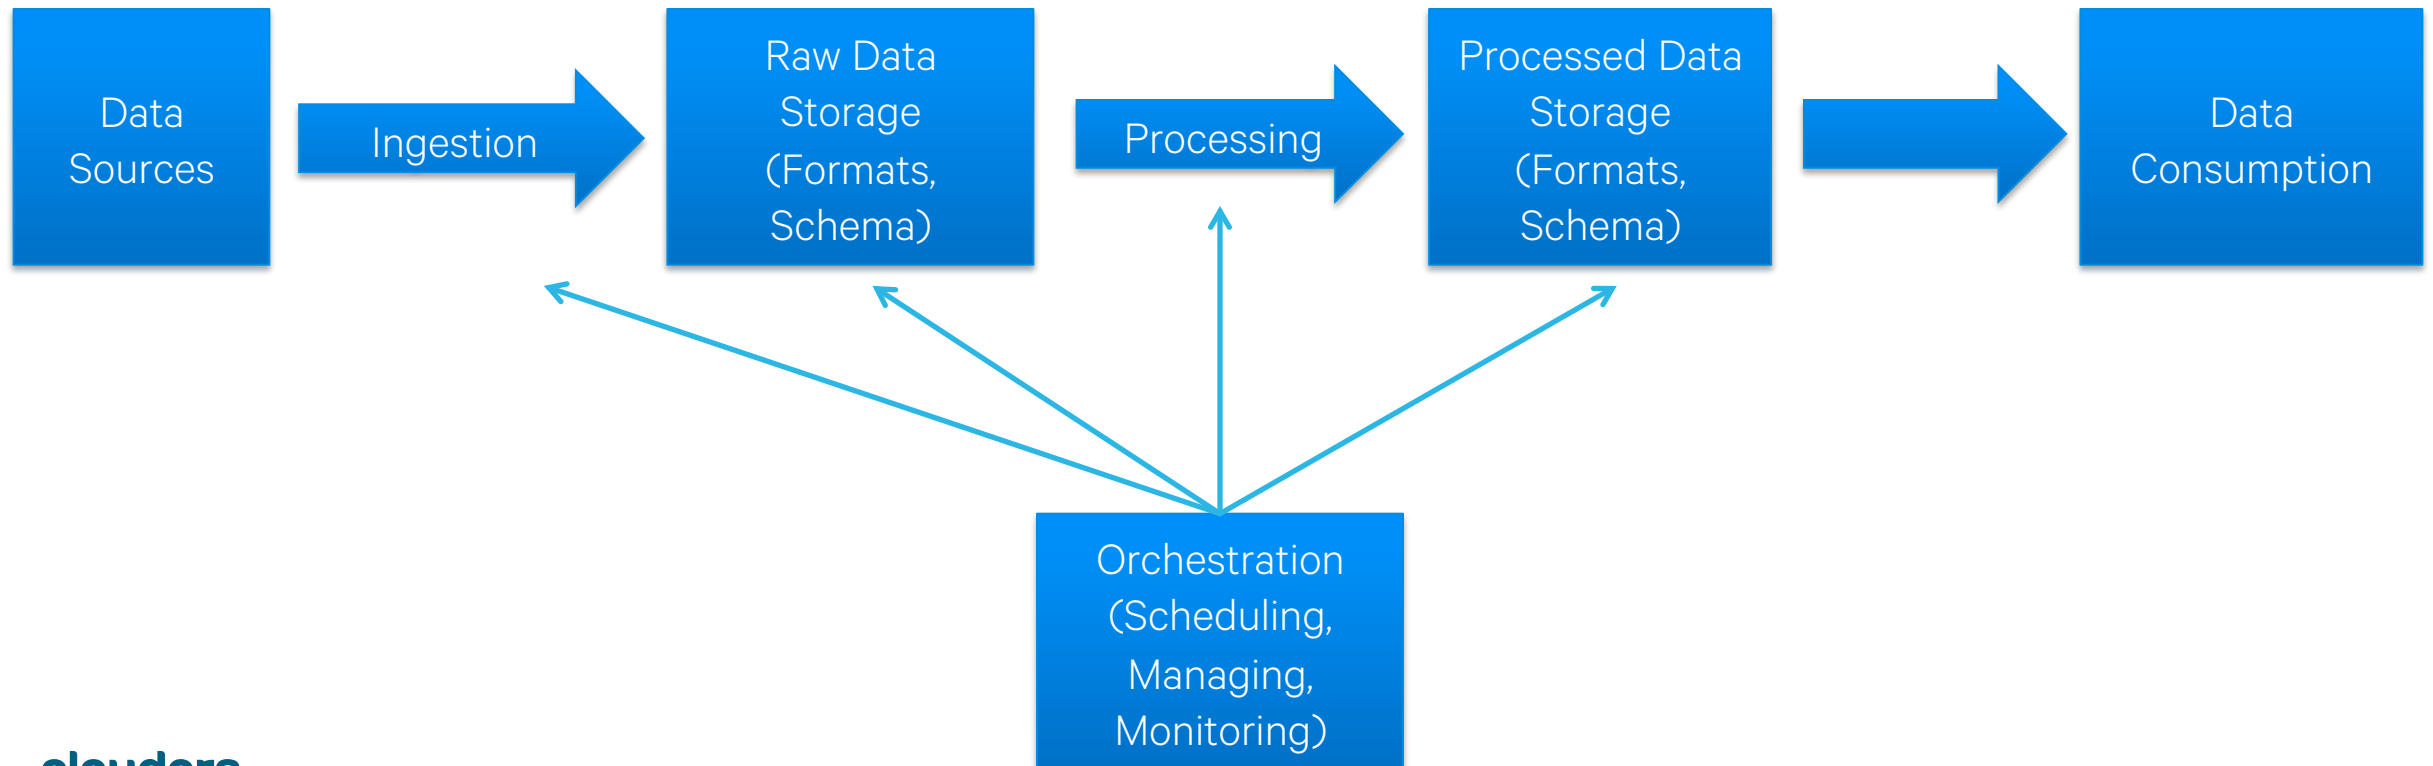 Data
Sources
Ingestion
Raw Data
Storage
(Formats,
Schema)
Processing
Processed Data
Storage
(Formats,
Schema)
Data
Consumption
Orchestration
(Scheduling,
Managing,
Monitoring)
cloudera